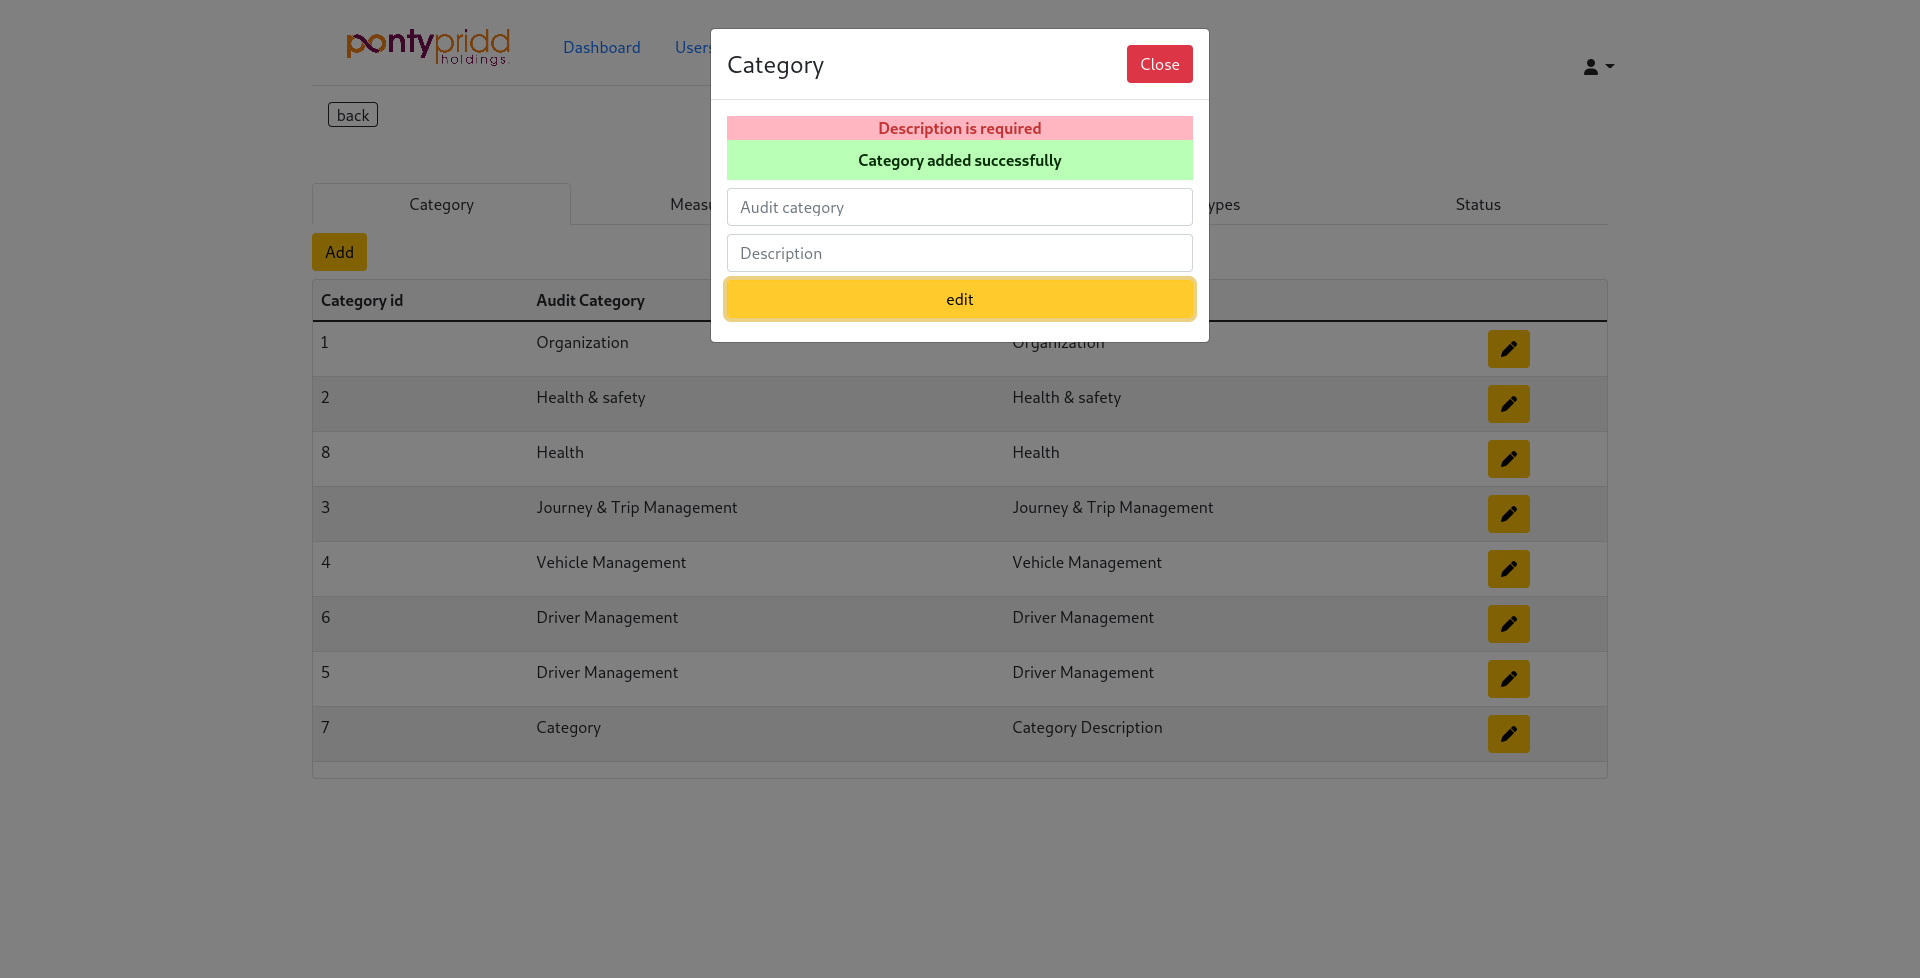 pontypridd
holdings
Dashboard
Users
Category
Close
back
Description is required
Category added successfully
Audit category
Description
edit
Category
Status
Add
Category id
Audit Category
1
Organization
Organization
2
Health & safety
Health & safety
8
Health
Health
3
Journey & Trip Management
Journey & Trip Management
4
Vehicle Management
Vehicle Management
6
Driver Management
Driver Management
5
Driver Management
Driver Management
7
Category
Category Description